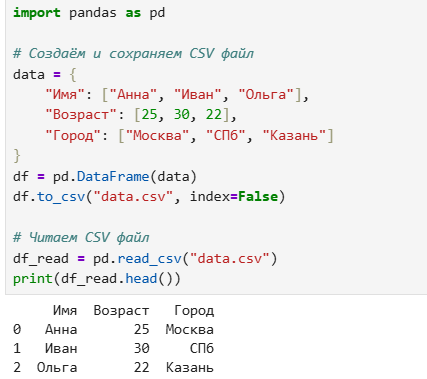 import pandas as pd
# Создаём и сохраняем CSV файл
data = {
    "Имя": ["Анна", "Иван", "Ольга"],
    "Возраст": [25, 30, 22],
    "Город": ["Москва", "СПб", "Казань"]
}
df = pd.DataFrame(data)
df.to_csv("data.csv", index=False)
# Читаем CSV файл
df_read = pd.read_csv("data.csv")
print(df_read.head())
     Имя  Возраст   Город
0   Анна       25  Москва
1   Иван       30     СПб
2  Ольга       22  Казань